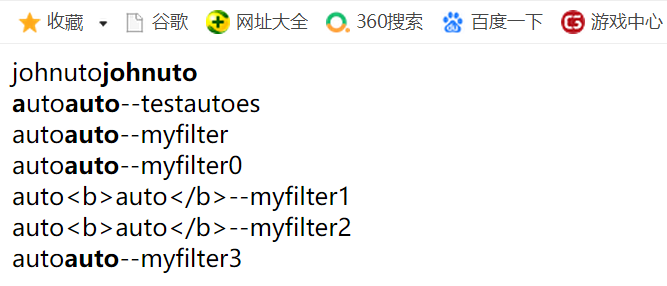 收藏 谷歌 网址大全 360搜索 百度一下 游戏中心
johnutojohnuto
autoauto--testautoes
autoauto--myfilter
autoauto--myfilter0
auto<b>auto</b>--myfilter1
auto<b>auto</b>--myfilter2
autoauto--myfilter3